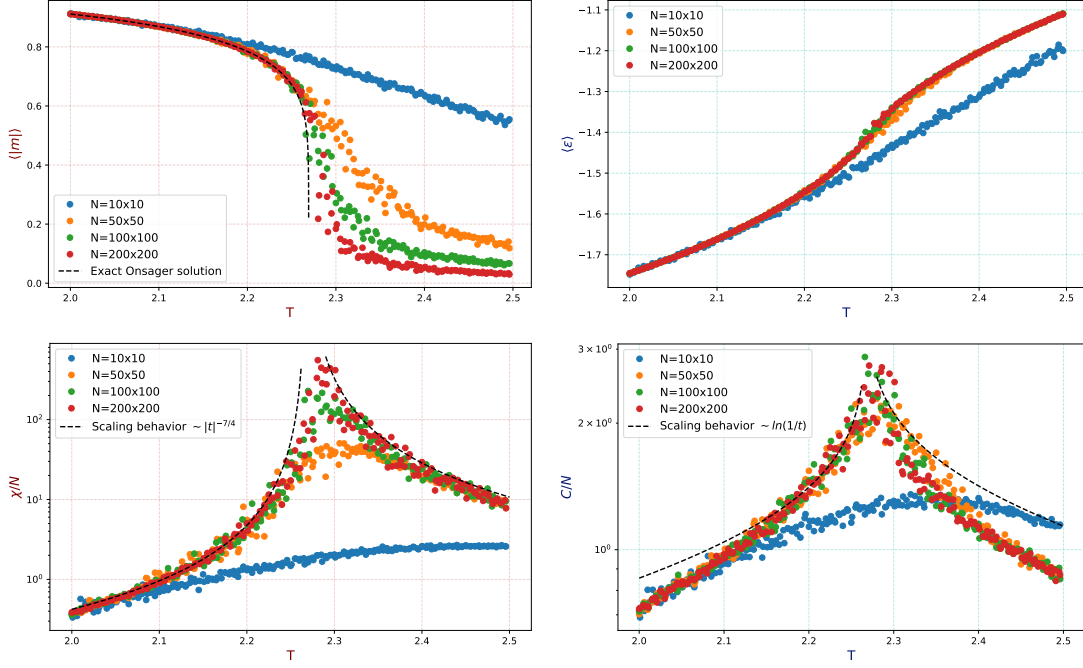 ⟨|m|⟩
0.8
0.6
0.4
0.2
0.0
N=10x10
N=50x50
N=100x100
N=200x200
Exact Onsager solution
2.0 2.1 2.2 2.3 2.4 2.5
T
⟨ε⟩
−1.1
−1.2
−1.3
−1.4
−1.5
−1.6
−1.7
N=10x10
N=50x50
N=100x100
N=200x200
2.0 2.1 2.2 2.3 2.4 2.5
T
χ/N
10²
10¹
10⁰
N=10x10
N=50x50
N=100x100
N=200x200
Scaling behavior ~|t|⁻⁷ᐟ⁴
2.0 2.1 2.2 2.3 2.4 2.5
T
C/N
3 × 10⁰
2 × 10⁰
10⁰
N=10x10
N=50x50
N=100x100
N=200x200
Scaling behavior ~ ln(1/t)
2.0 2.1 2.2 2.3 2.4 2.5
T